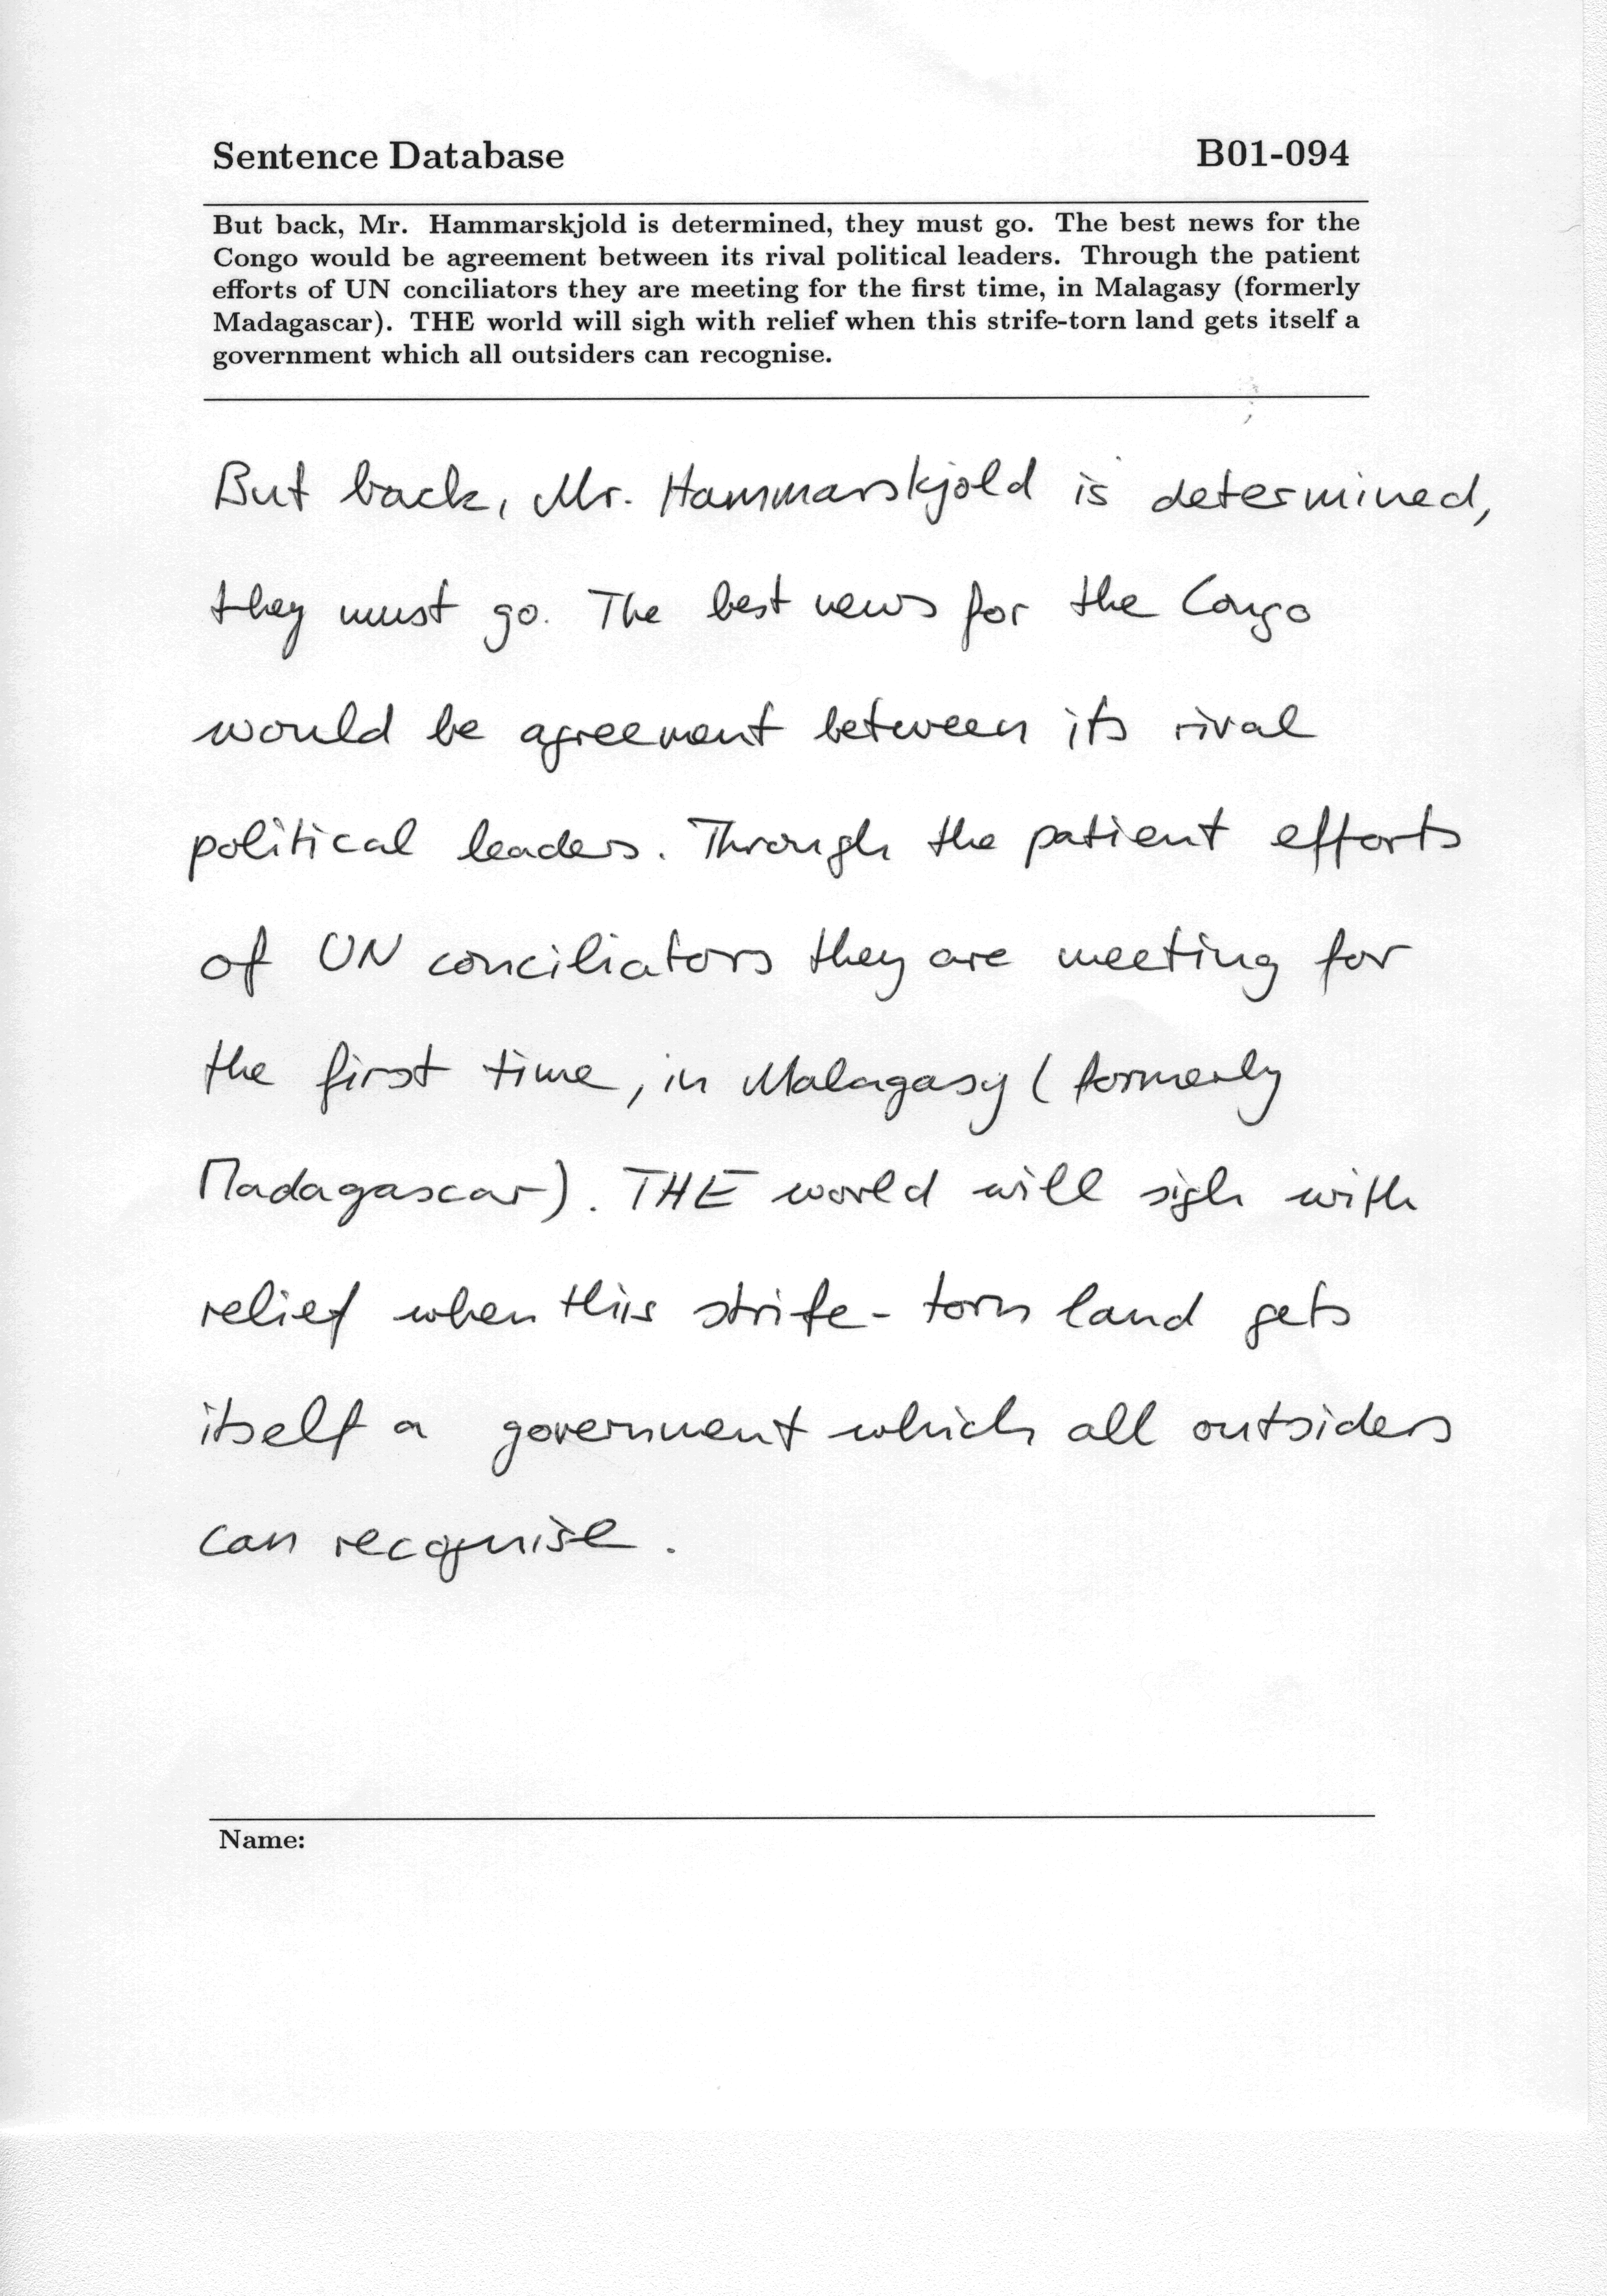 Sentence Database B01-094
But back, Mr. Hammarskjold is determined, they must go. The best news for the
Congo would be agreement between its rival political leaders. Through the patient
efforts of UN conciliators they are meeting for the first time, in Malagasy (formerly
Madagascar). THE world will sigh with relief when this strife-torn land gets itself a
government which all outsiders can recognise.
But back, Mr. Hammarskjold is determined,
they must go. The best news for the Congo
would be agreement between its rival
political leaders. Through the patient efforts
of UN conciliators they are meeting for
the first time, in Malagasy (formerly
Madagascar). THE world will sigh with
relief when this strife-torn land gets
itself a government which all outsiders
can recognise.
Name: